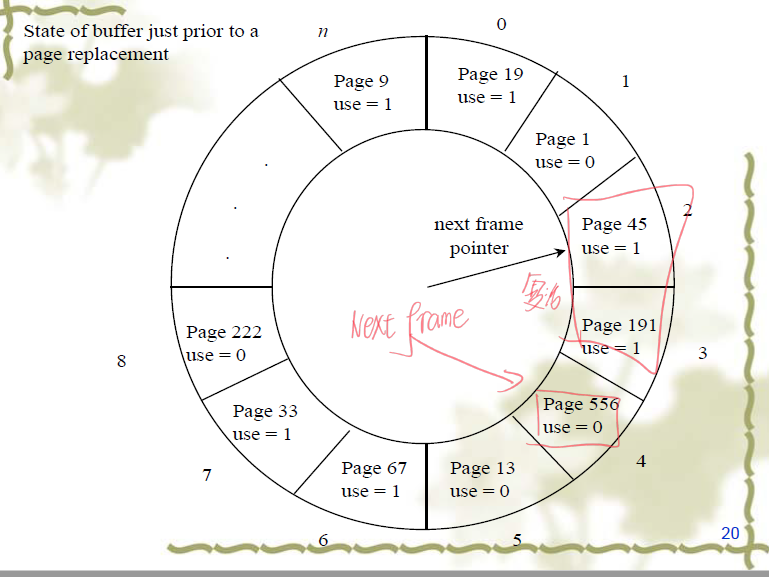 State of buffer just prior to a
page replacement
n
0
1
2
3
4
5
6
7
8
Page 9
use = 1
Page 19
use = 1
Page 1
use = 0
Page 45
use = 1
Page 191
use = 1
Page 556
use = 0
Page 13
use = 0
Page 67
use = 1
Page 33
use = 1
Page 222
use = 0
next frame
pointer
Next frame
20